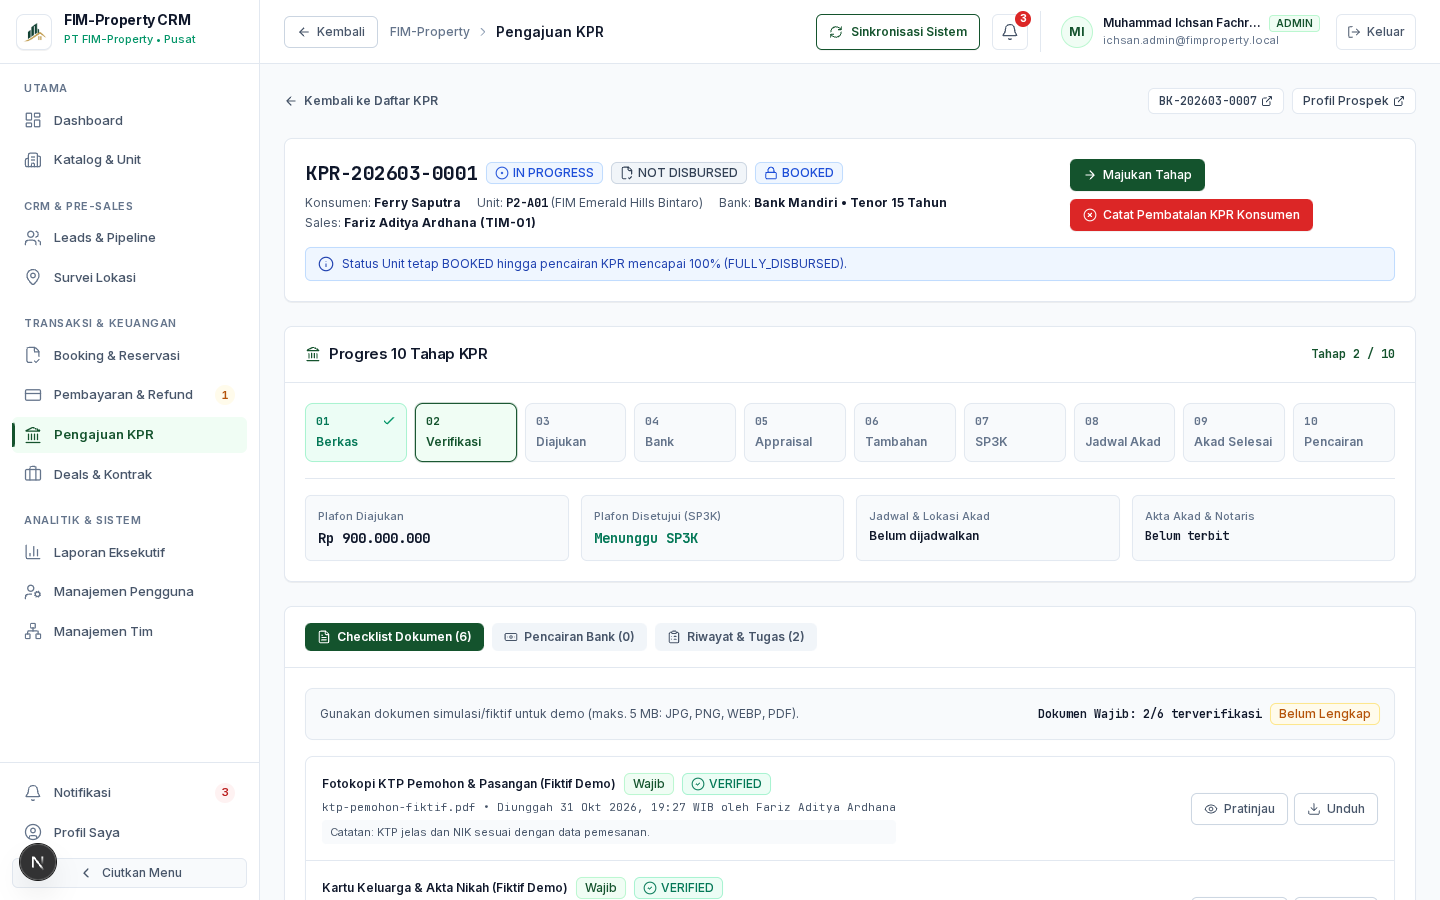 FIM-Property CRM
PT FIM-Property • Pusat
Kembali
FIM-Property
Pengajuan KPR
Sinkronisasi Sistem
3
MI
Muhammad Ichsan Fachr...
ADMIN
ichsan.admin@fimproperty.local
Keluar
UTAMA
Dashboard
Katalog & Unit
CRM & PRE-SALES
Leads & Pipeline
Survei Lokasi
TRANSAKSI & KEUANGAN
Booking & Reservasi
Pembayaran & Refund
1
Pengajuan KPR
Deals & Kontrak
ANALITIK & SISTEM
Laporan Eksekutif
Manajemen Pengguna
Manajemen Tim
Notifikasi
3
Profil Saya
N
Ciutkan Menu
Kembali ke Daftar KPR
BK-202603-0007
Profil Prospek
KPR-202603-0001
IN PROGRESS
NOT DISBURSED
BOOKED
Konsumen: Ferry Saputra
Unit: P2-A01 (FIM Emerald Hills Bintaro)
Bank: Bank Mandiri • Tenor 15 Tahun
Sales: Fariz Aditya Ardhana (TIM-01)
Majukan Tahap
Catat Pembatalan KPR Konsumen
Status Unit tetap BOOKED hingga pencairan KPR mencapai 100% (FULLY_DISBURSED).
Progres 10 Tahap KPR
Tahap 2 / 10
01
Berkas
02
Verifikasi
03
Diajukan
04
Bank
05
Appraisal
06
Tambahan
07
SP3K
08
Jadwal Akad
09
Akad Selesai
10
Pencairan
Plafon Diajukan
Rp 900.000.000
Plafon Disetujui (SP3K)
Menunggu SP3K
Jadwal & Lokasi Akad
Belum dijadwalkan
Akta Akad & Notaris
Belum terbit
Checklist Dokumen (6)
Pencairan Bank (0)
Riwayat & Tugas (2)
Gunakan dokumen simulasi/fiktif untuk demo (maks. 5 MB: JPG, PNG, WEBP, PDF).
Dokumen Wajib: 2/6 terverifikasi
Belum Lengkap
Fotokopi KTP Pemohon & Pasangan (Fiktif Demo)
Wajib
VERIFIED
ktp-pemohon-fiktif.pdf • Diunggah 31 Okt 2026, 19:27 WIB oleh Fariz Aditya Ardhana
Catatan: KTP jelas dan NIK sesuai dengan data pemesanan.
Pratinjau
Unduh
Kartu Keluarga & Akta Nikah (Fiktif Demo)
Wajib
VERIFIED